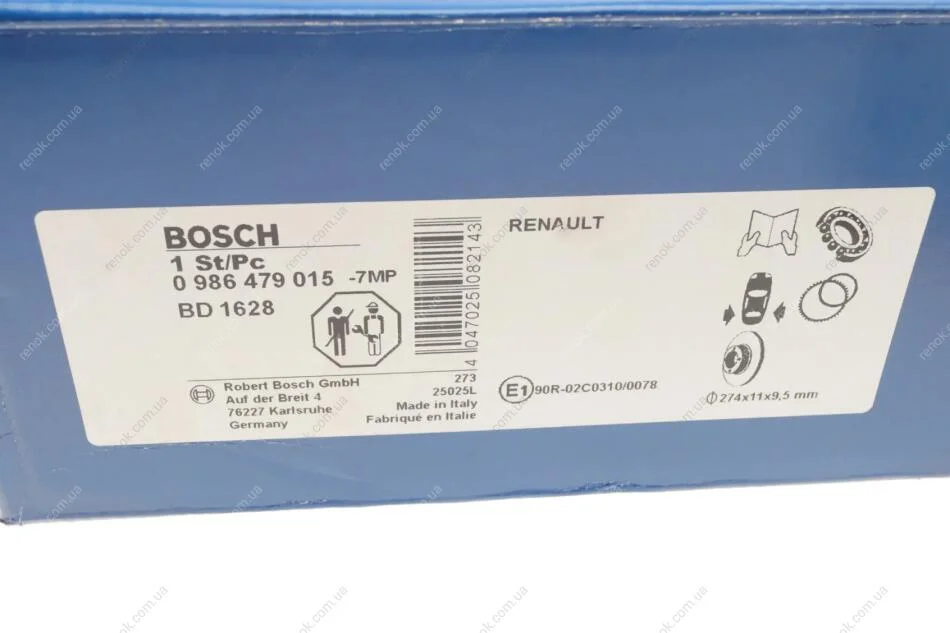 BOSCH
1 St/Pc
0 986 479 015 -7MP
BD 1628
4 047025 082143
RENAULT
Robert Bosch GmbH
Auf der Breit 4
76227 Karlsruhe
Germany
273
25025L
Made in Italy
Fabriqué en Italie
E1 90R-02C0310/0078
Ø 274x11x9,5 mm
renok.com.ua